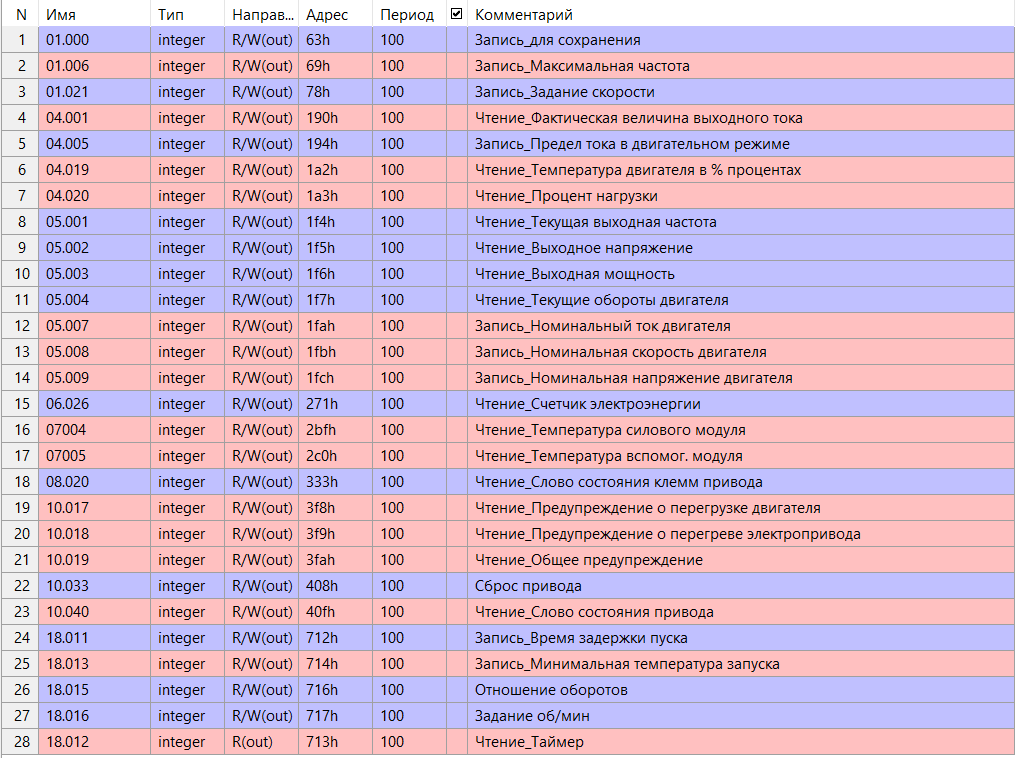 N Имя Тип Направ... Адрес Период Комментарий
1 01.000 integer R/W(out) 63h 100 Запись_для сохранения
2 01.006 integer R/W(out) 69h 100 Запись_Максимальная частота
3 01.021 integer R/W(out) 78h 100 Запись_Задание скорости
4 04.001 integer R/W(out) 190h 100 Чтение_Фактическая величина выходного тока
5 04.005 integer R/W(out) 194h 100 Запись_Предел тока в двигательном режиме
6 04.019 integer R/W(out) 1a2h 100 Чтение_Температура двигателя в % процентах
7 04.020 integer R/W(out) 1a3h 100 Чтение_Процент нагрузки
8 05.001 integer R/W(out) 1f4h 100 Чтение_Текущая выходная частота
9 05.002 integer R/W(out) 1f5h 100 Чтение_Выходное напряжение
10 05.003 integer R/W(out) 1f6h 100 Чтение_Выходная мощность
11 05.004 integer R/W(out) 1f7h 100 Чтение_Текущие обороты двигателя
12 05.007 integer R/W(out) 1fah 100 Запись_Номинальный ток двигателя
13 05.008 integer R/W(out) 1fbh 100 Запись_Номинальная скорость двигателя
14 05.009 integer R/W(out) 1fch 100 Запись_Номинальная напряжение двигателя
15 06.026 integer R/W(out) 271h 100 Чтение_Счетчик электроэнергии
16 07004 integer R/W(out) 2bfh 100 Чтение_Температура силового модуля
17 07005 integer R/W(out) 2c0h 100 Чтение_Температура вспомог. модуля
18 08.020 integer R/W(out) 333h 100 Чтение_Слово состояния клемм привода
19 10.017 integer R/W(out) 3f8h 100 Чтение_Предупреждение о перегрузке двигателя
20 10.018 integer R/W(out) 3f9h 100 Чтение_Предупреждение о перегреве электропривода
21 10.019 integer R/W(out) 3fah 100 Чтение_Общее предупреждение
22 10.033 integer R/W(out) 408h 100 Сброс привода
23 10.040 integer R/W(out) 40fh 100 Чтение_Слово состояния привода
24 18.011 integer R/W(out) 712h 100 Запись_Время задержки пуска
25 18.013 integer R/W(out) 714h 100 Запись_Минимальная температура запуска
26 18.015 integer R/W(out) 716h 100 Отношение оборотов
27 18.016 integer R/W(out) 717h 100 Задание об/мин
28 18.012 integer R(out) 713h 100 Чтение_Таймер